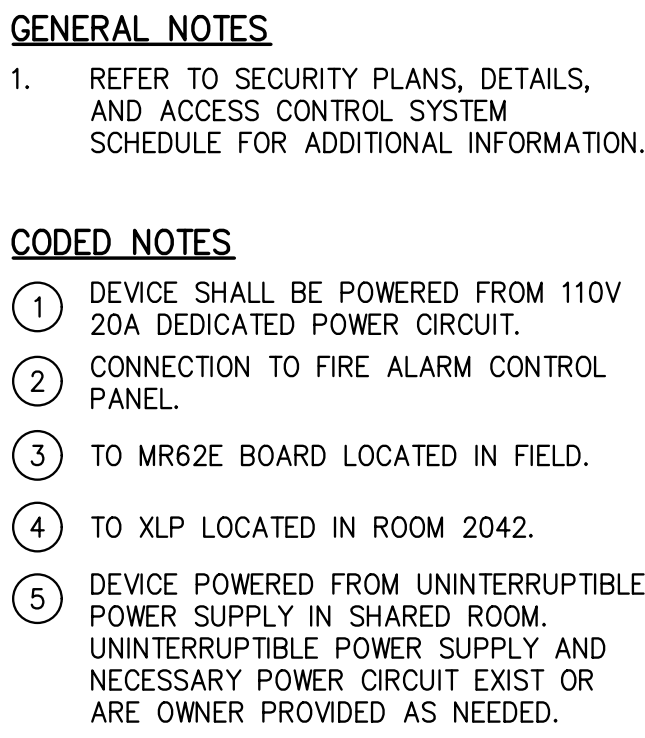 GENERAL NOTES
1. REFER TO SECURITY PLANS, DETAILS,
AND ACCESS CONTROL SYSTEM
SCHEDULE FOR ADDITIONAL INFORMATION.
CODED NOTES
1 DEVICE SHALL BE POWERED FROM 110V
20A DEDICATED POWER CIRCUIT.
2 CONNECTION TO FIRE ALARM CONTROL
PANEL.
3 TO MR62E BOARD LOCATED IN FIELD.
4 TO XLP LOCATED IN ROOM 2042.
5 DEVICE POWERED FROM UNINTERRUPTIBLE
POWER SUPPLY IN SHARED ROOM.
UNINTERRUPTIBLE POWER SUPPLY AND
NECESSARY POWER CIRCUIT EXIST OR
ARE OWNER PROVIDED AS NEEDED.